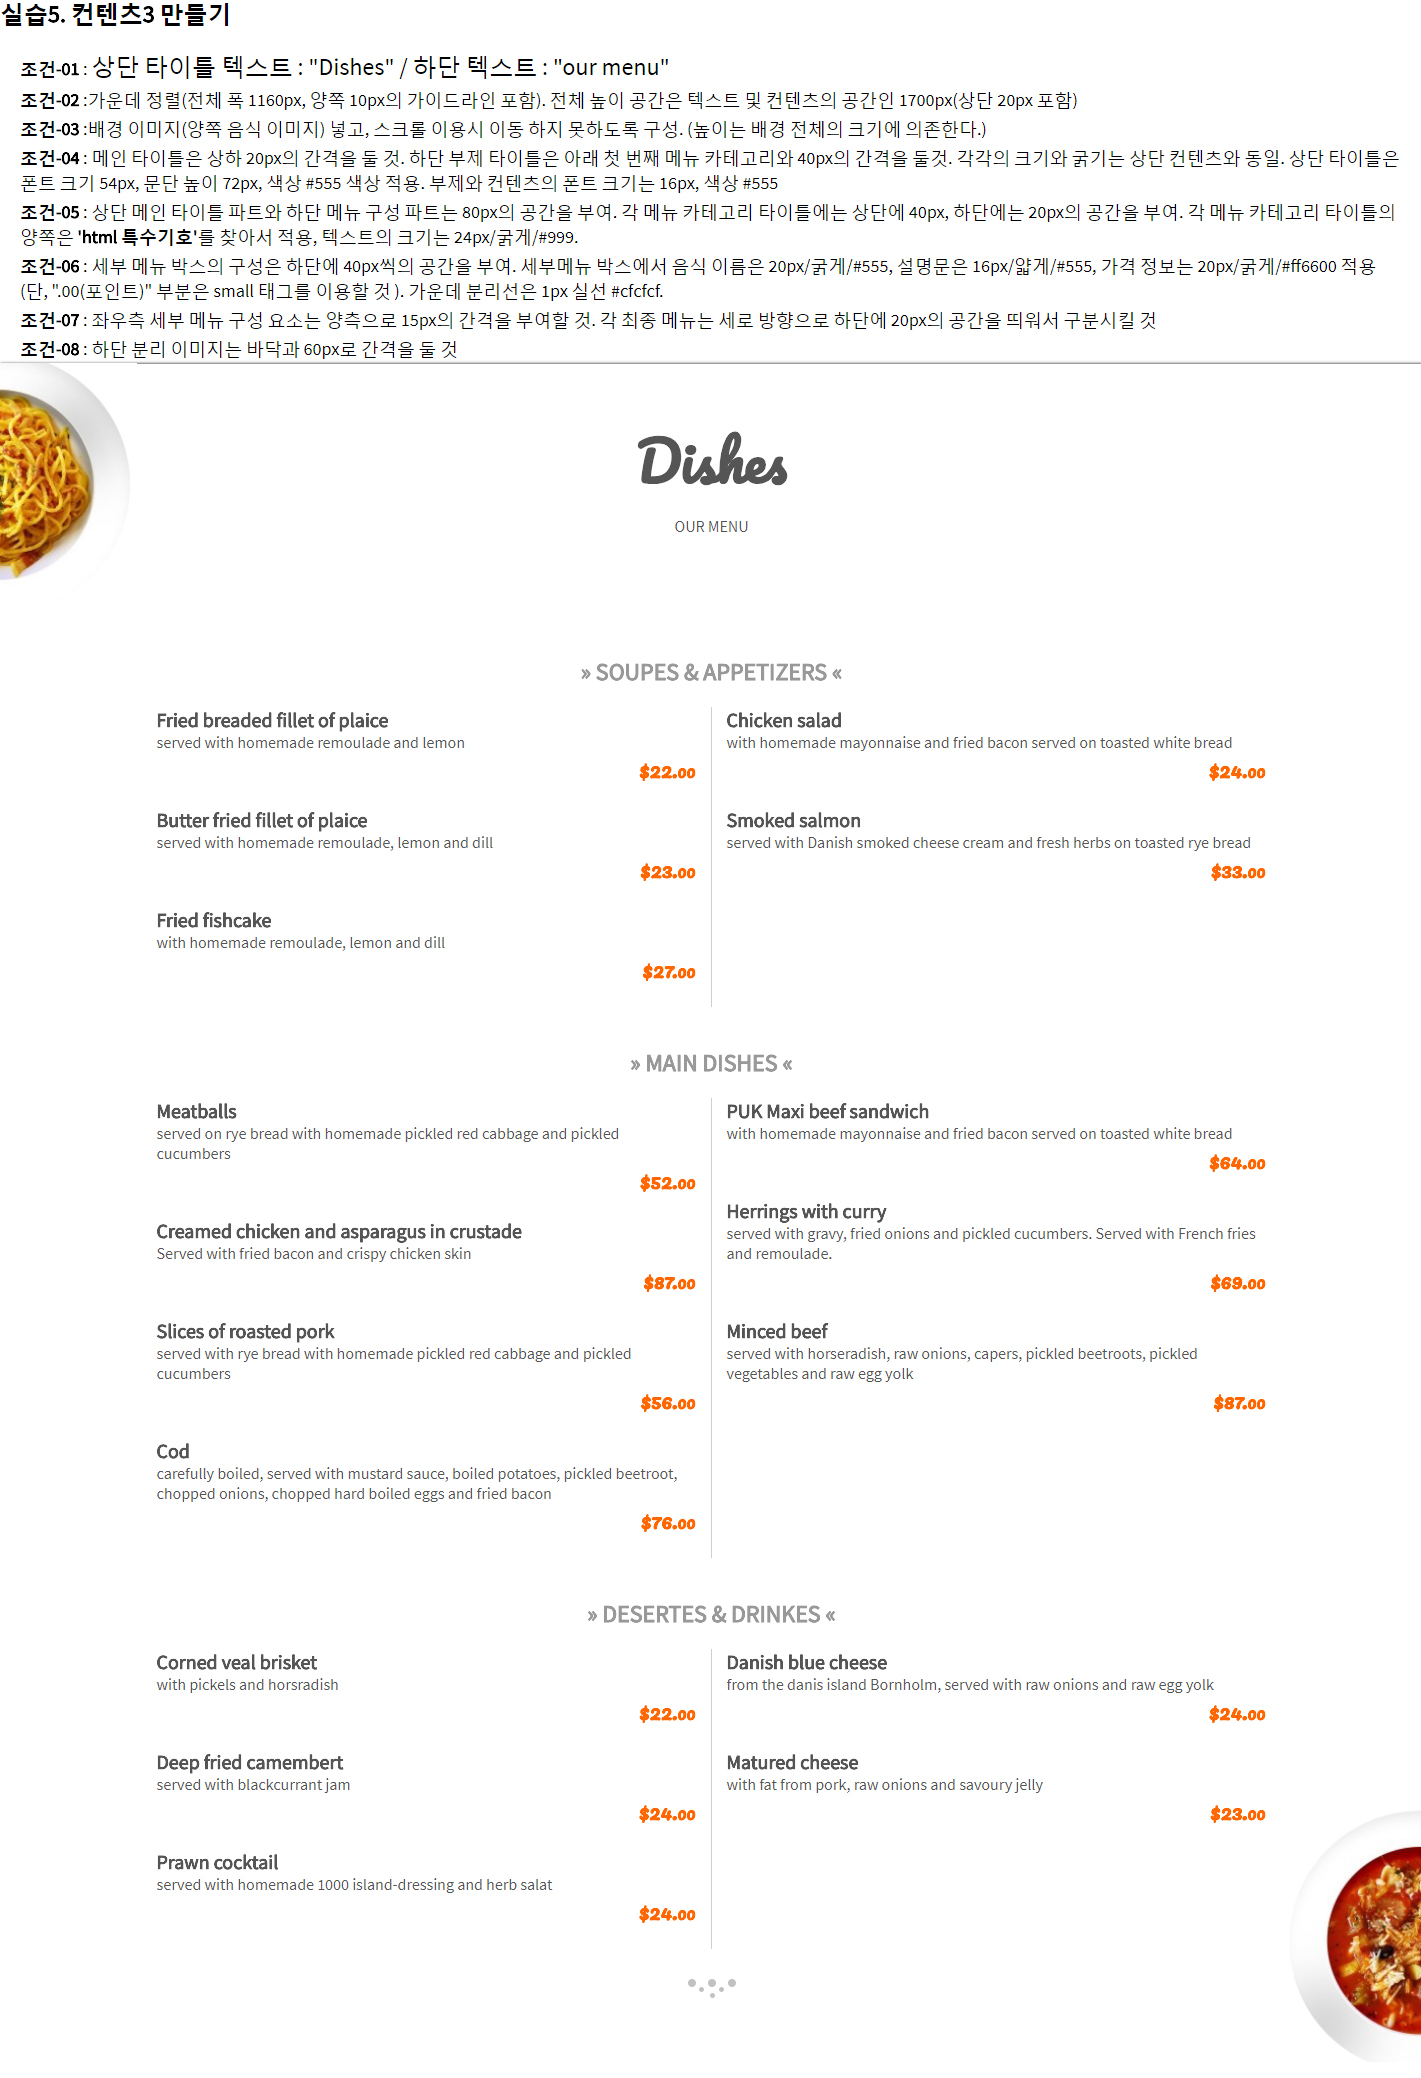 실습5. 컨텐츠3 만들기
조건-01 : 상단 타이틀 텍스트 : "Dishes" / 하단 텍스트 : "our menu"
조건-02 :가운데 정렬(전체 폭 1160px, 양쪽 10px의 가이드라인 포함). 전체 높이 공간은 텍스트 및 컨텐츠의 공간인 1700px(상단 20px 포함)
조건-03 :배경 이미지(양쪽 음식 이미지) 넣고, 스크롤 이용시 이동 하지 못하도록 구성. (높이는 배경 전체의 크기에 의존한다.)
조건-04 : 메인 타이틀은 상하 20px의 간격을 둘 것. 하단 부제 타이틀은 아래 첫 번째 메뉴 카테고리와 40px의 간격을 둘것. 각각의 크기와 굵기는 상단 컨텐츠와 동일. 상단 타이틀은
폰트 크기 54px, 문단 높이 72px, 색상 #555 색상 적용. 부제와 컨텐츠의 폰트 크기는 16px, 색상 #555
조건-05 : 상단 메인 타이틀 파트와 하단 메뉴 구성 파트는 80px의 공간을 부여. 각 메뉴 카테고리 타이틀에는 상단에 40px, 하단에는 20px의 공간을 부여. 각 메뉴 카테고리 타이틀의
양쪽은 'html 특수기호'를 찾아서 적용, 텍스트의 크기는 24px/굵게/#999.
조건-06 : 세부 메뉴 박스의 구성은 하단에 40px씩의 공간을 부여. 세부메뉴 박스에서 음식 이름은 20px/굵게/#555, 설명문은 16px/얇게/#555, 가격 정보는 20px/굵게/#ff6600 적용
(단, ".00(포인트)" 부분은 small 태그를 이용할 것 ). 가운데 분리선은 1px 실선 #cfcfcf.
조건-07 : 좌우측 세부 메뉴 구성 요소는 양측으로 15px의 간격을 부여할 것. 각 최종 메뉴는 세로 방향으로 하단에 20px의 공간을 띄워서 구분시킬 것
조건-08 : 하단 분리 이미지는 바닥과 60px로 간격을 둘 것
Dishes
OUR MENU
» SOUPES & APPETIZERS «
Fried breaded fillet of plaice
served with homemade remoulade and lemon
$22.00
Butter fried fillet of plaice
served with homemade remoulade, lemon and dill
$23.00
Fried fishcake
with homemade remoulade, lemon and dill
$27.00
Chicken salad
with homemade mayonnaise and fried bacon served on toasted white bread
$24.00
Smoked salmon
served with Danish smoked cheese cream and fresh herbs on toasted rye bread
$33.00
» MAIN DISHES «
Meatballs
served on rye bread with homemade pickled red cabbage and pickled
cucumbers
$52.00
Creamed chicken and asparagus in crustade
Served with fried bacon and crispy chicken skin
$87.00
Slices of roasted pork
served with rye bread with homemade pickled red cabbage and pickled
cucumbers
$56.00
Cod
carefully boiled, served with mustard sauce, boiled potatoes, pickled beetroot,
chopped onions, chopped hard boiled eggs and fried bacon
$76.00
PUK Maxi beef sandwich
with homemade mayonnaise and fried bacon served on toasted white bread
$64.00
Herrings with curry
served with gravy, fried onions and pickled cucumbers. Served with French fries
and remoulade.
$69.00
Minced beef
served with horseradish, raw onions, capers, pickled beetroots, pickled
vegetables and raw egg yolk
$87.00
» DESERTES & DRINKES «
Corned veal brisket
with pickels and horsradish
$22.00
Deep fried camembert
served with blackcurrant jam
$24.00
Prawn cocktail
served with homemade 1000 island-dressing and herb salat
$24.00
Danish blue cheese
from the danis island Bornholm, served with raw onions and raw egg yolk
$24.00
Matured cheese
with fat from pork, raw onions and savoury jelly
$23.00